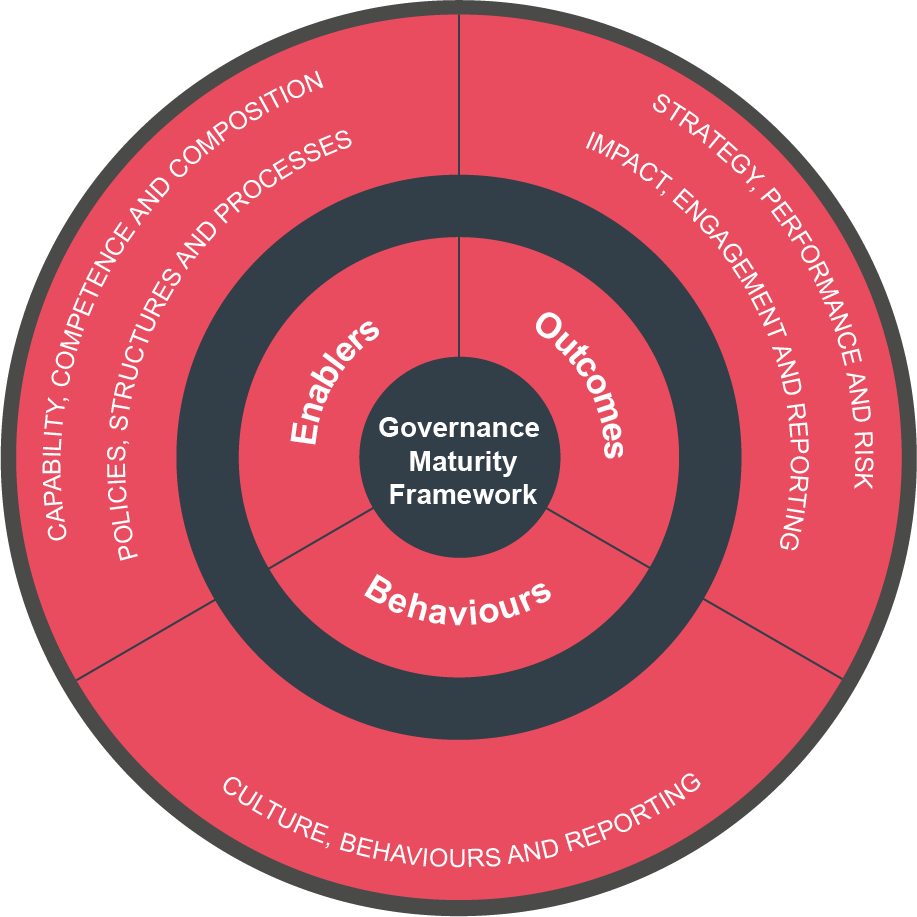 CAPABILITY, COMPETENCE AND COMPOSITION
POLICIES, STRUCTURES AND PROCESSES
STRATEGY, PERFORMANCE AND RISK
IMPACT, ENGAGEMENT AND REPORTING
Enablers
Outcomes
Governance
Maturity
Framework
Behaviours
CULTURE, BEHAVIOURS AND REPORTING